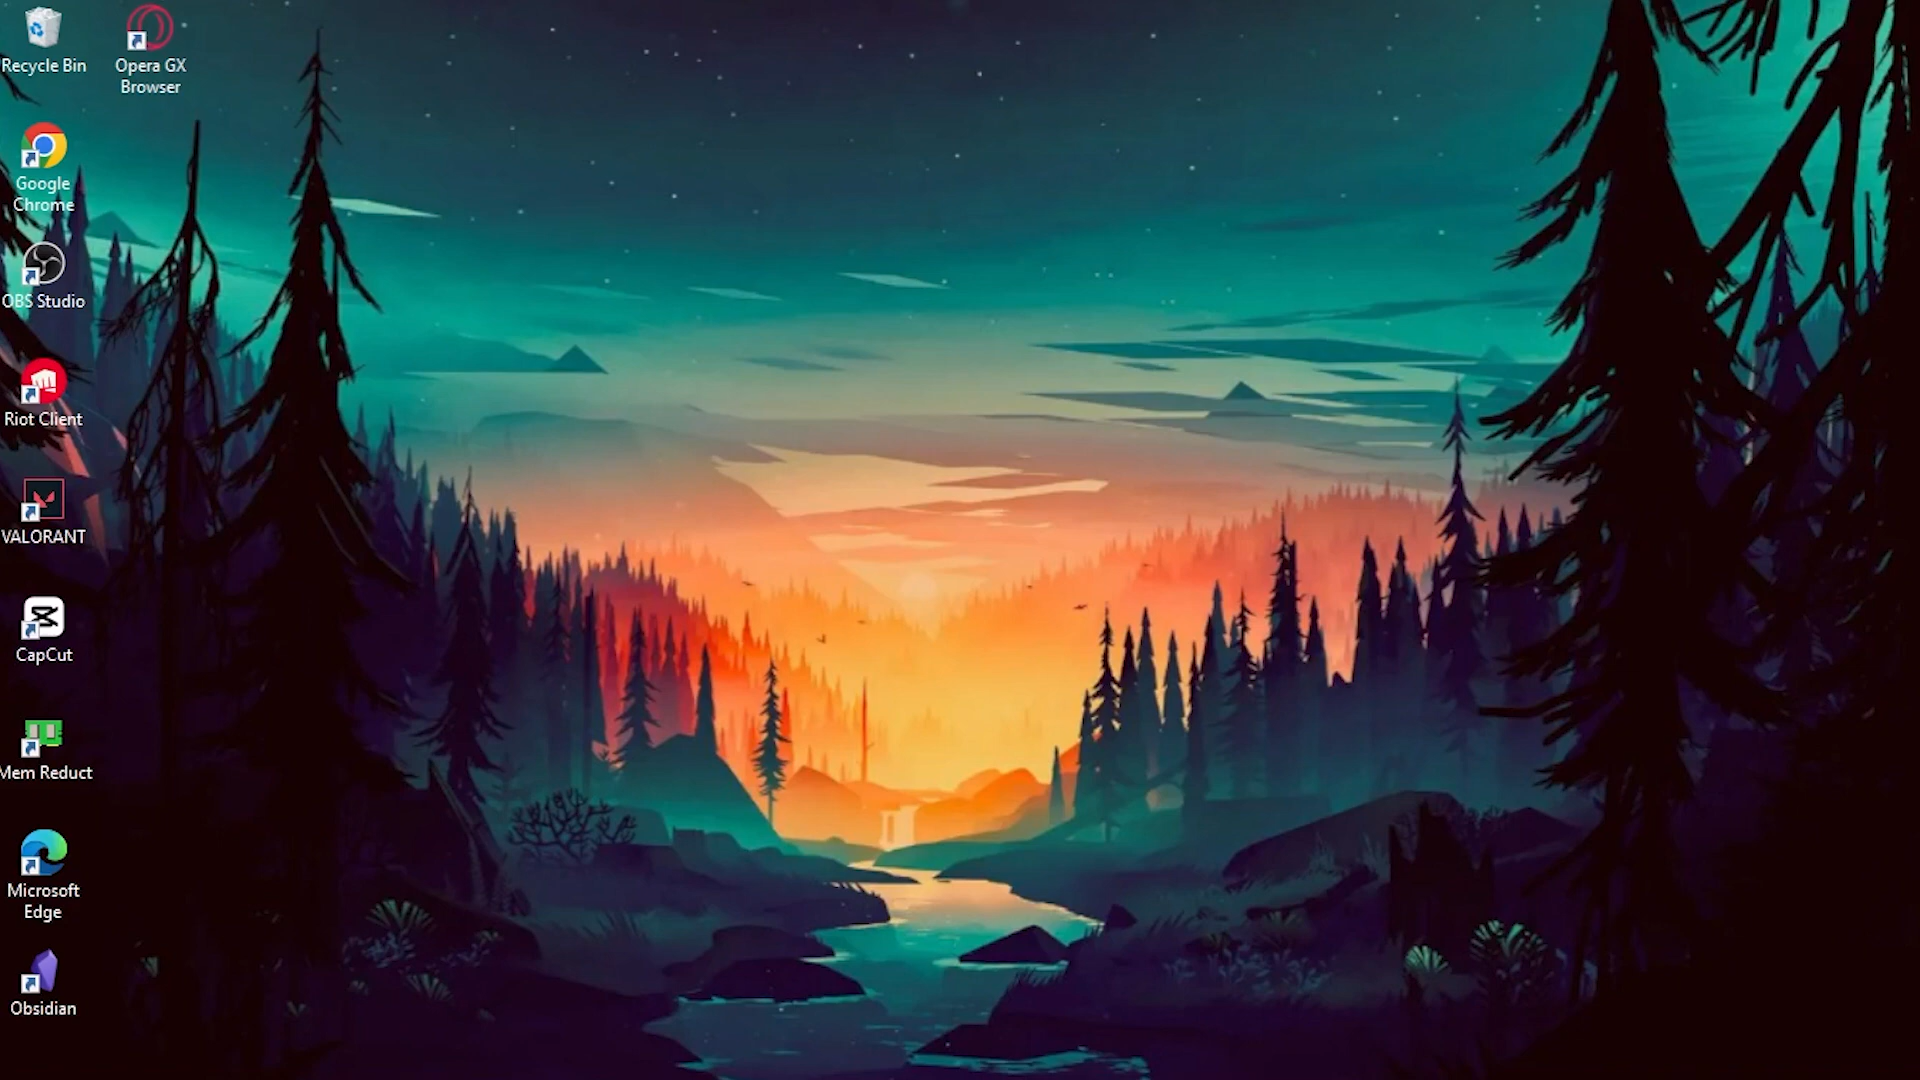 Recycle Bin
Opera GX
Browser
Google
Chrome
OBS Studio
Riot Client
VALORANT
CapCut
Mem Reduct
Microsoft
Edge
Obsidian